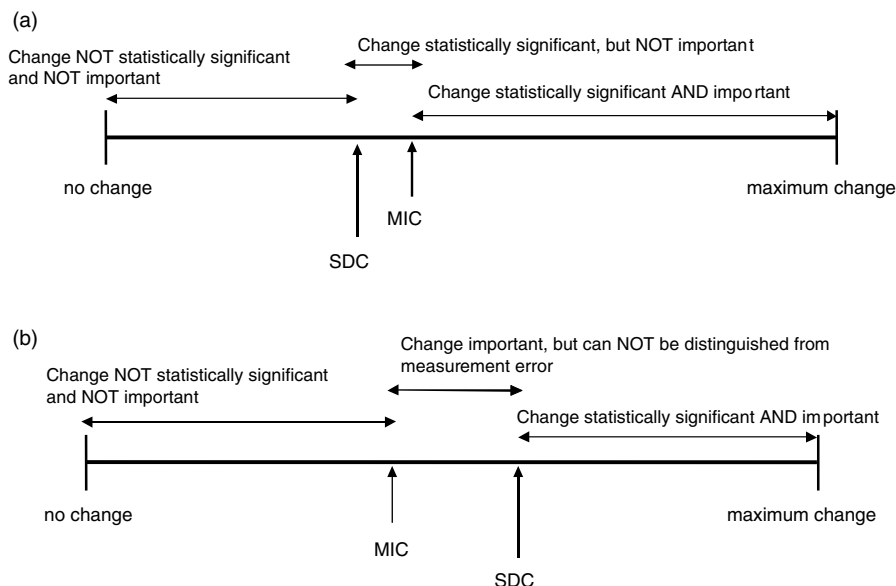 (a)
Change NOT statistically significant
and NOT important
Change statistically significant, but NOT important
Change statistically significant AND important
no change
maximum change
MIC
SDC
(b)
Change important, but can NOT be distinguished from
measurement error
Change NOT statistically significant
and NOT important
Change statistically significant AND important
no change
maximum change
MIC
SDC